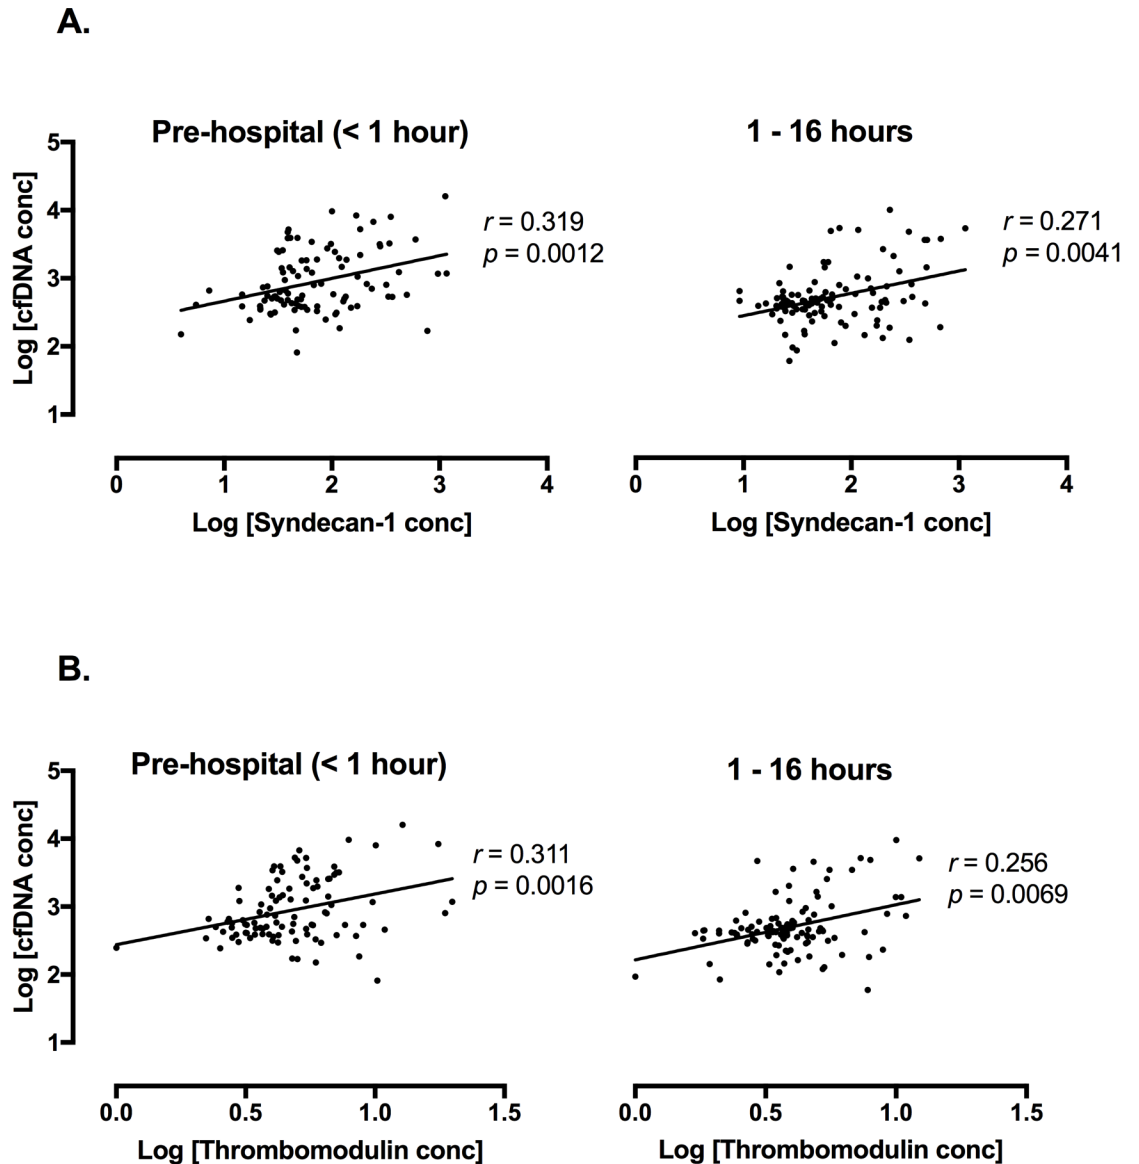 A.
Pre-hospital (< 1 hour)
1 - 16 hours
5
4
3
2
1
Log [cfDNA conc]
r = 0.319
p = 0.0012
r = 0.271
p = 0.0041
0 1 2 3 4
0 1 2 3 4
Log [Syndecan-1 conc]
Log [Syndecan-1 conc]
B.
Pre-hospital (< 1 hour)
1 - 16 hours
5
4
3
2
1
Log [cfDNA conc]
r = 0.311
p = 0.0016
r = 0.256
p = 0.0069
0.0 0.5 1.0 1.5
0.0 0.5 1.0 1.5
Log [Thrombomodulin conc]
Log [Thrombomodulin conc]